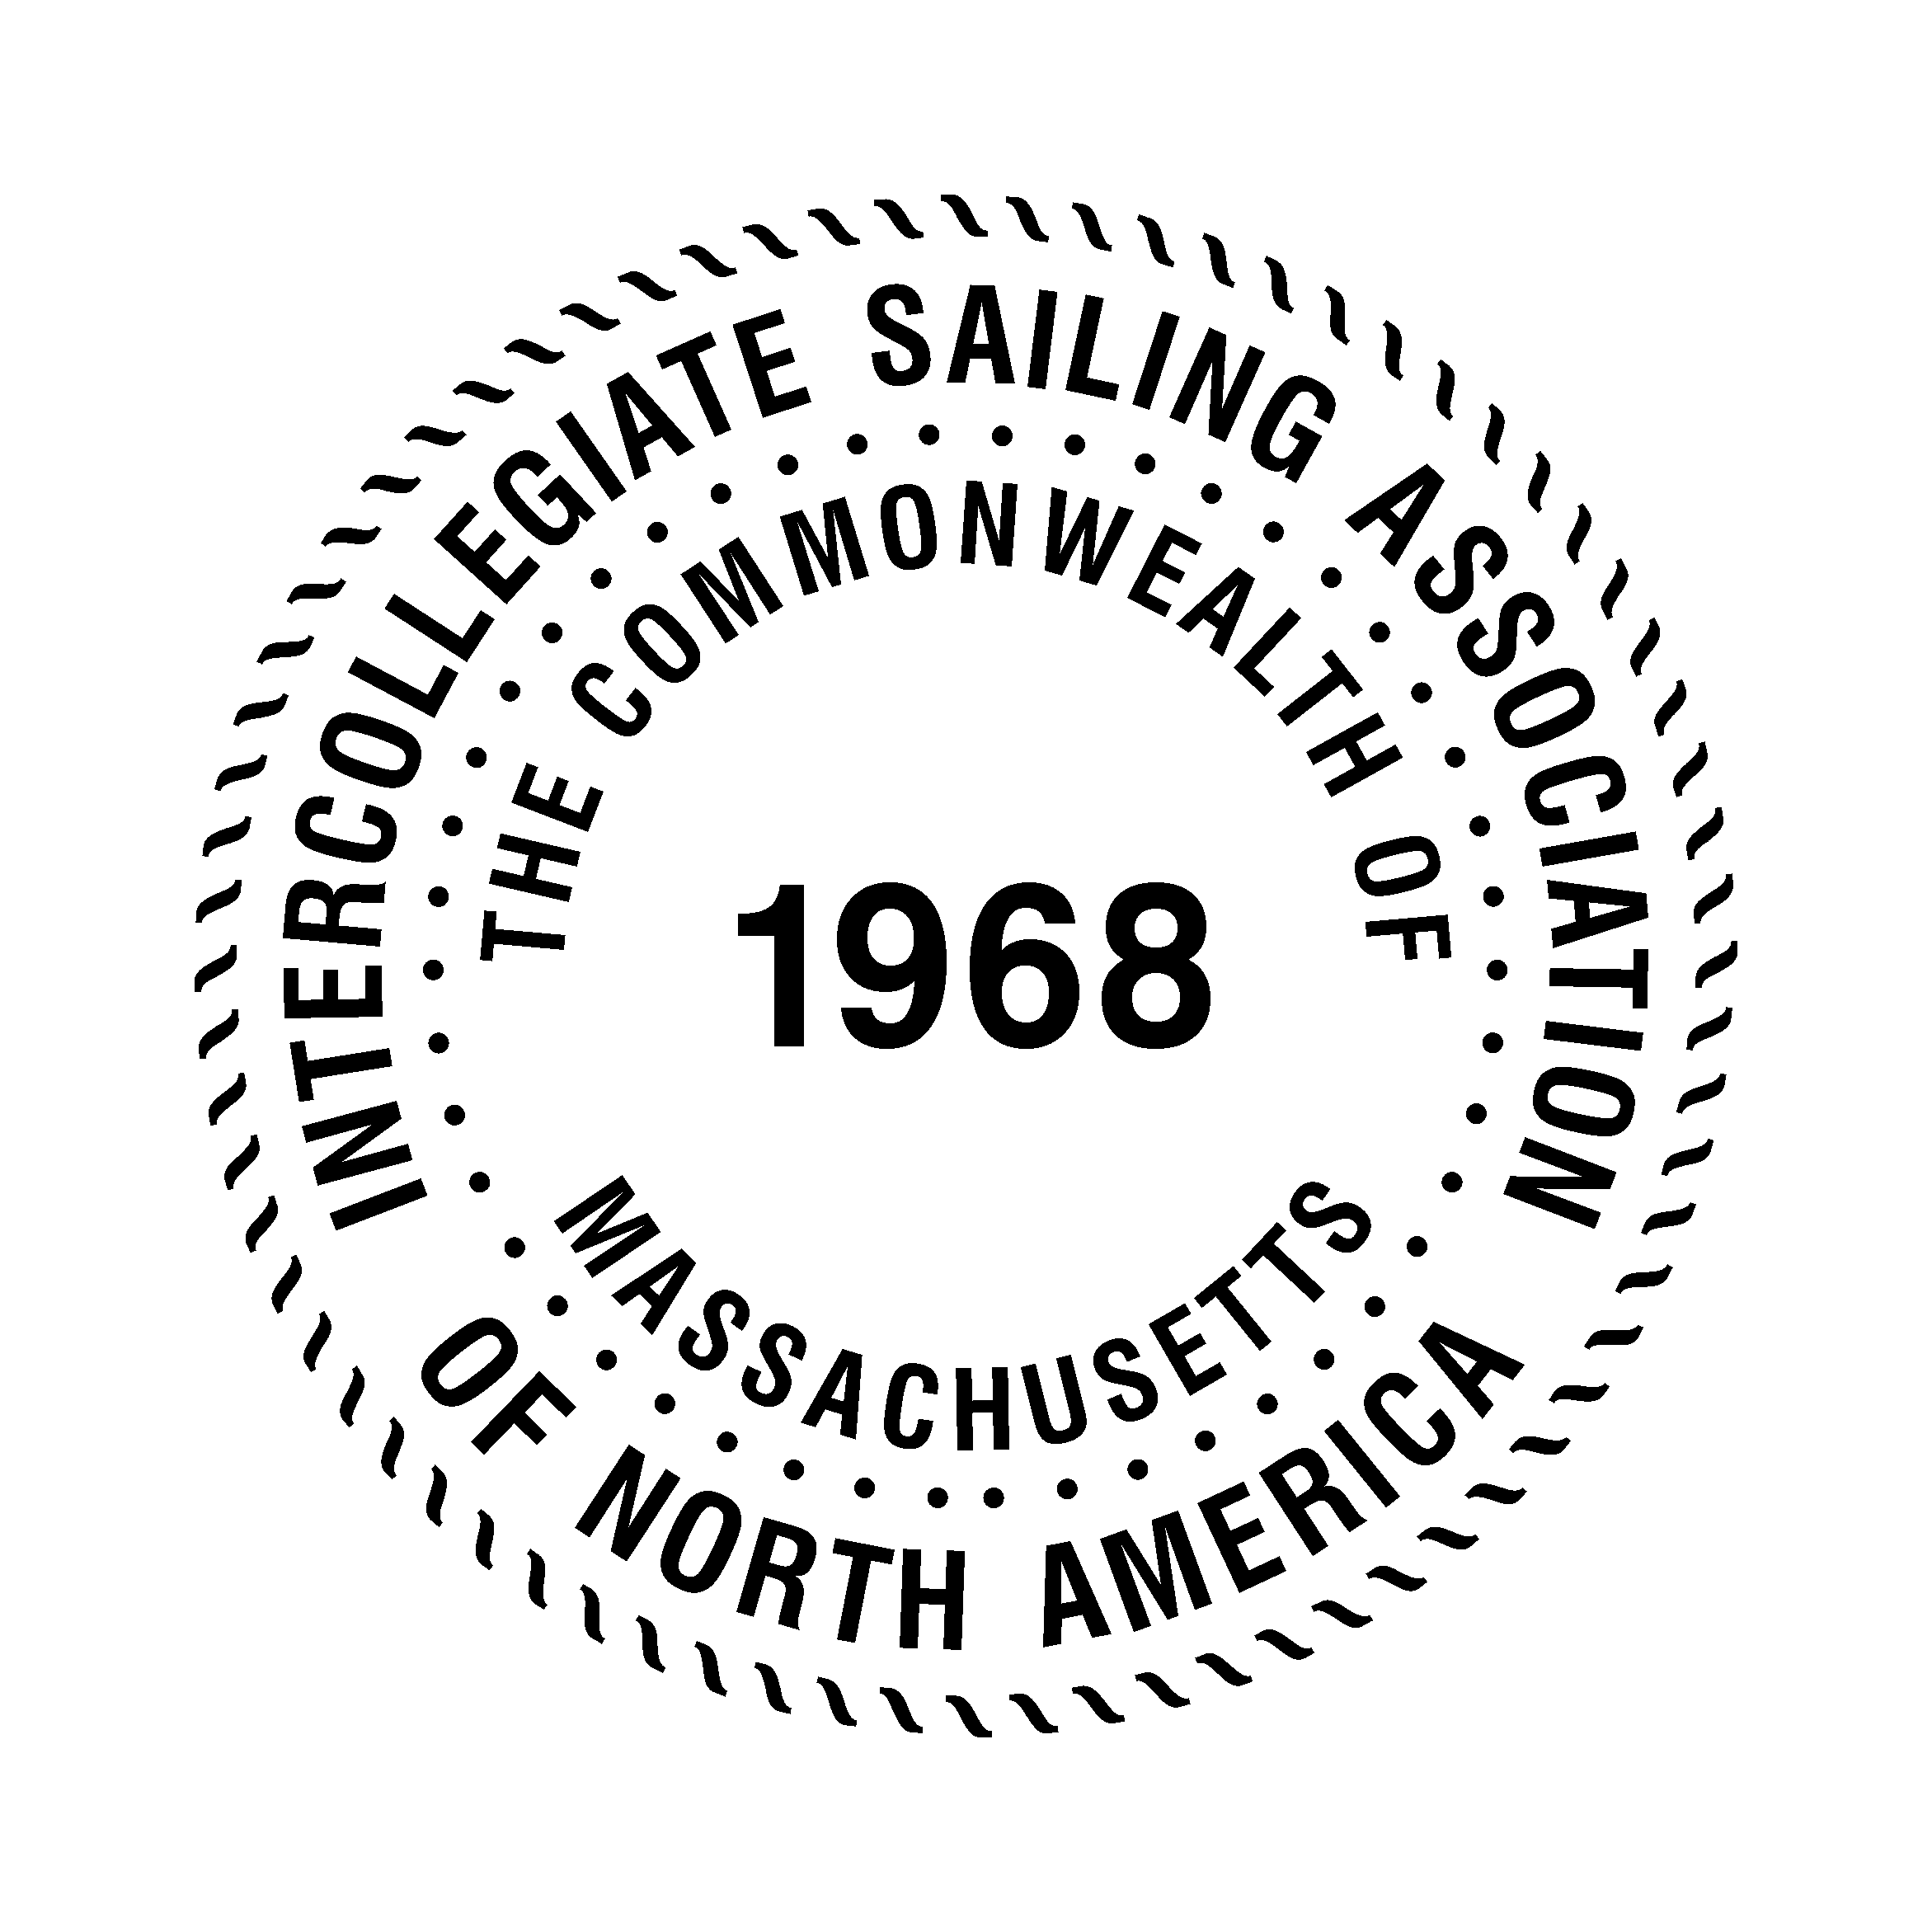 INTERCOLLEGIATE SAILING ASSOCIATION
OF NORTH AMERICA
THE COMMONWEALTH OF
MASSACHUSETTS
1968